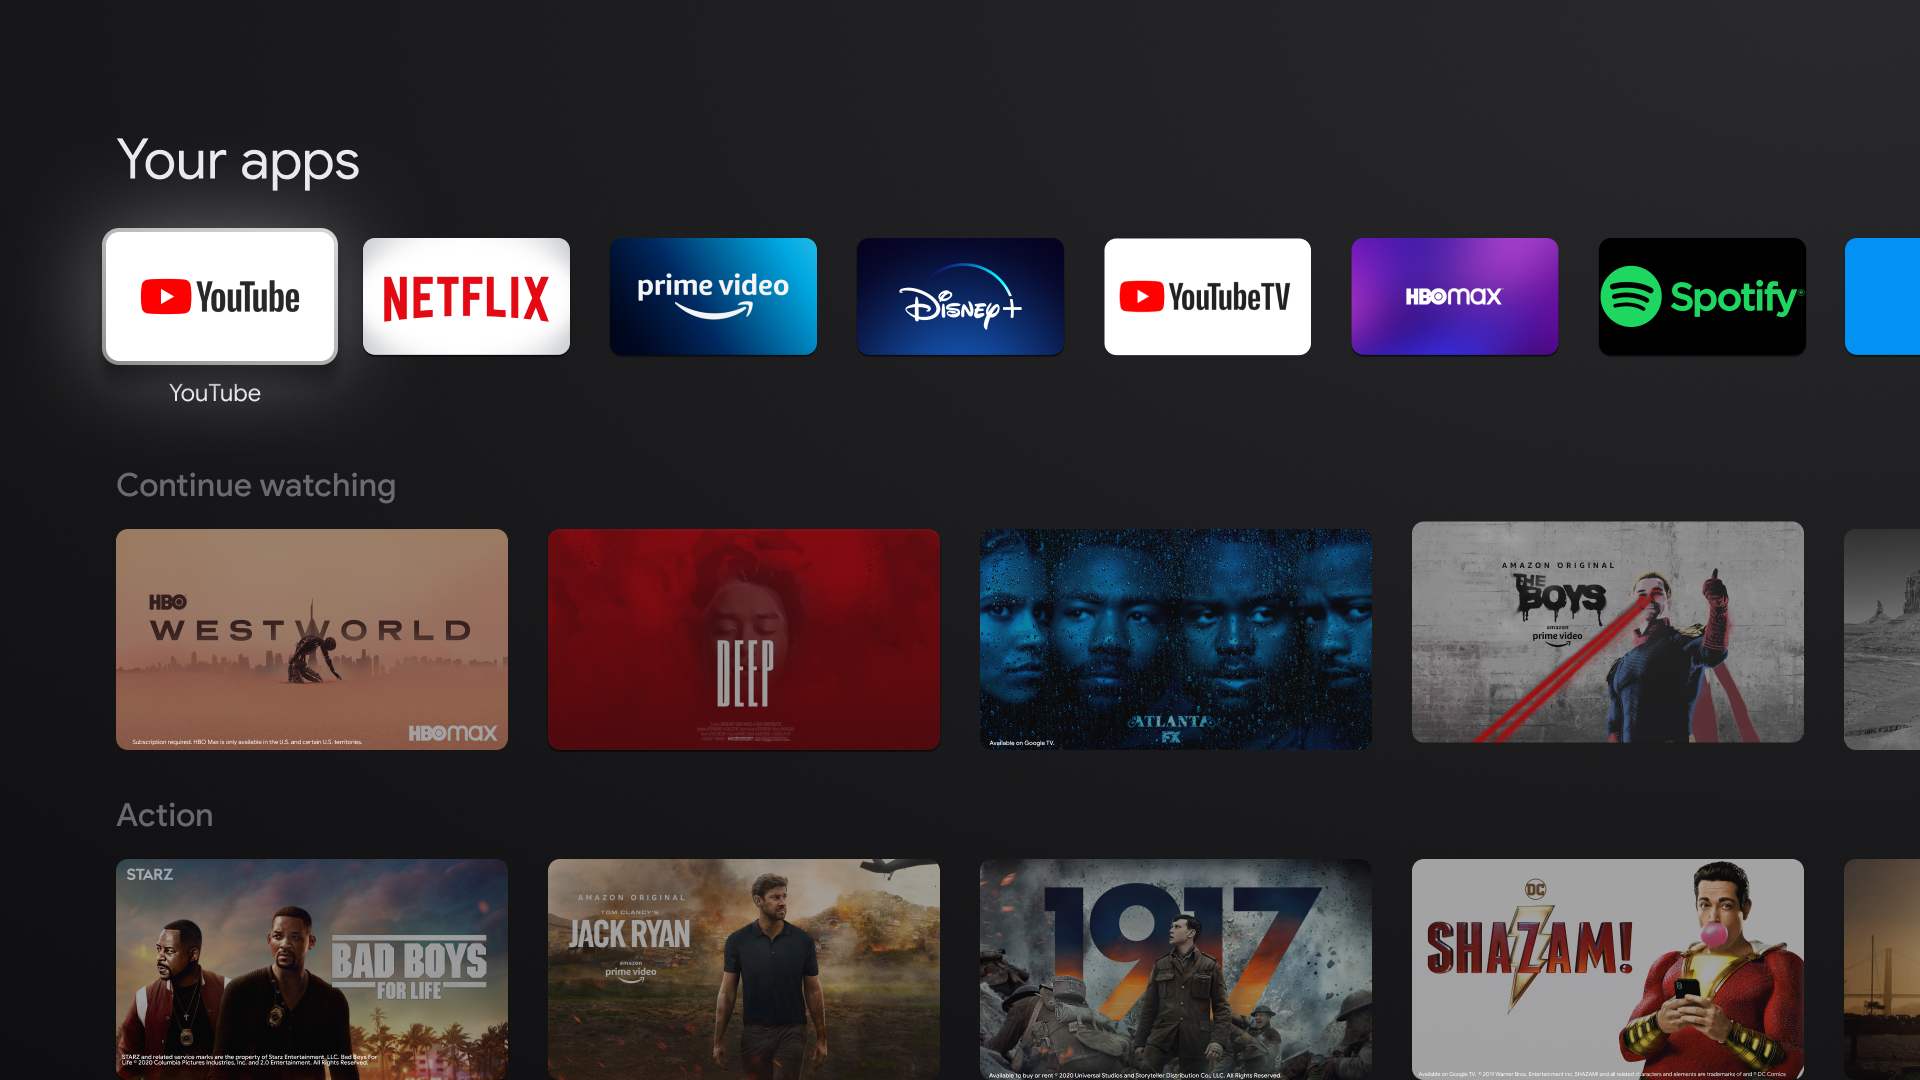 Your apps
YouTube
NETFLIX
prime video
Disney+
YouTubeTV
HBOmax
Spotify
YouTube
Continue watching
HBO
WESTWORLD
HBOmax
Subscription required. HBO Max is only available in the U.S. and certain U.S. territories.
DEEP
ATLANTA
FX
Available on Google TV.
AMAZON ORIGINAL
THE
BOYS
amazon
prime video
Action
STARZ
BAD BOYS
FOR LIFE
STARZ and related service marks are the property of Starz Entertainment, LLC. Bad Boys For
Life © 2020 Columbia Pictures Industries, Inc. and 2.0 Entertainment. All Rights Reserved.
AMAZON ORIGINAL
TOM CLANCY'S
JACK RYAN
amazon
prime video
1917
Available to buy or rent © 2020 Universal Studios and Storyteller Distribution Co., LLC. All Rights Reserved.
DC
SHAZAM!
Available on Google TV. © 2019 Warner Bros. Entertainment Inc. SHAZAM! and all related characters and elements are trademarks of and © DC Comics